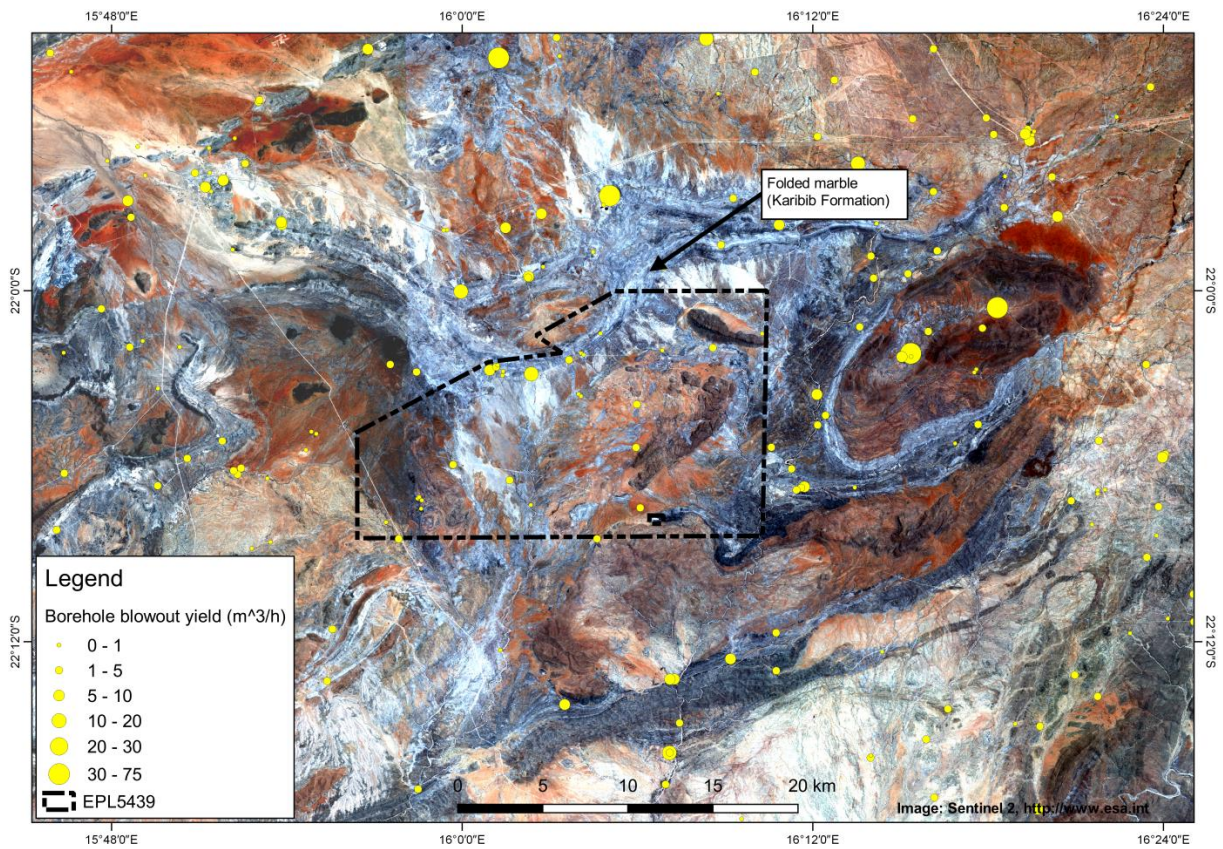 15°48'0"E
16°0'0"E
16°12'0"E
16°24'0"E
Folded marble
(Karibib Formation)
22°0'0"S
22°0'0"S
22°12'0"S
22°12'0"S
Legend
Borehole blowout yield (m^3/h)
0 - 1
1 - 5
5 - 10
10 - 20
20 - 30
30 - 75
EPL5439
0 5 10 15 20 km
Image: Sentinel 2, http://www.esa.int
15°48'0"E
16°0'0"E
16°12'0"E
16°24'0"E